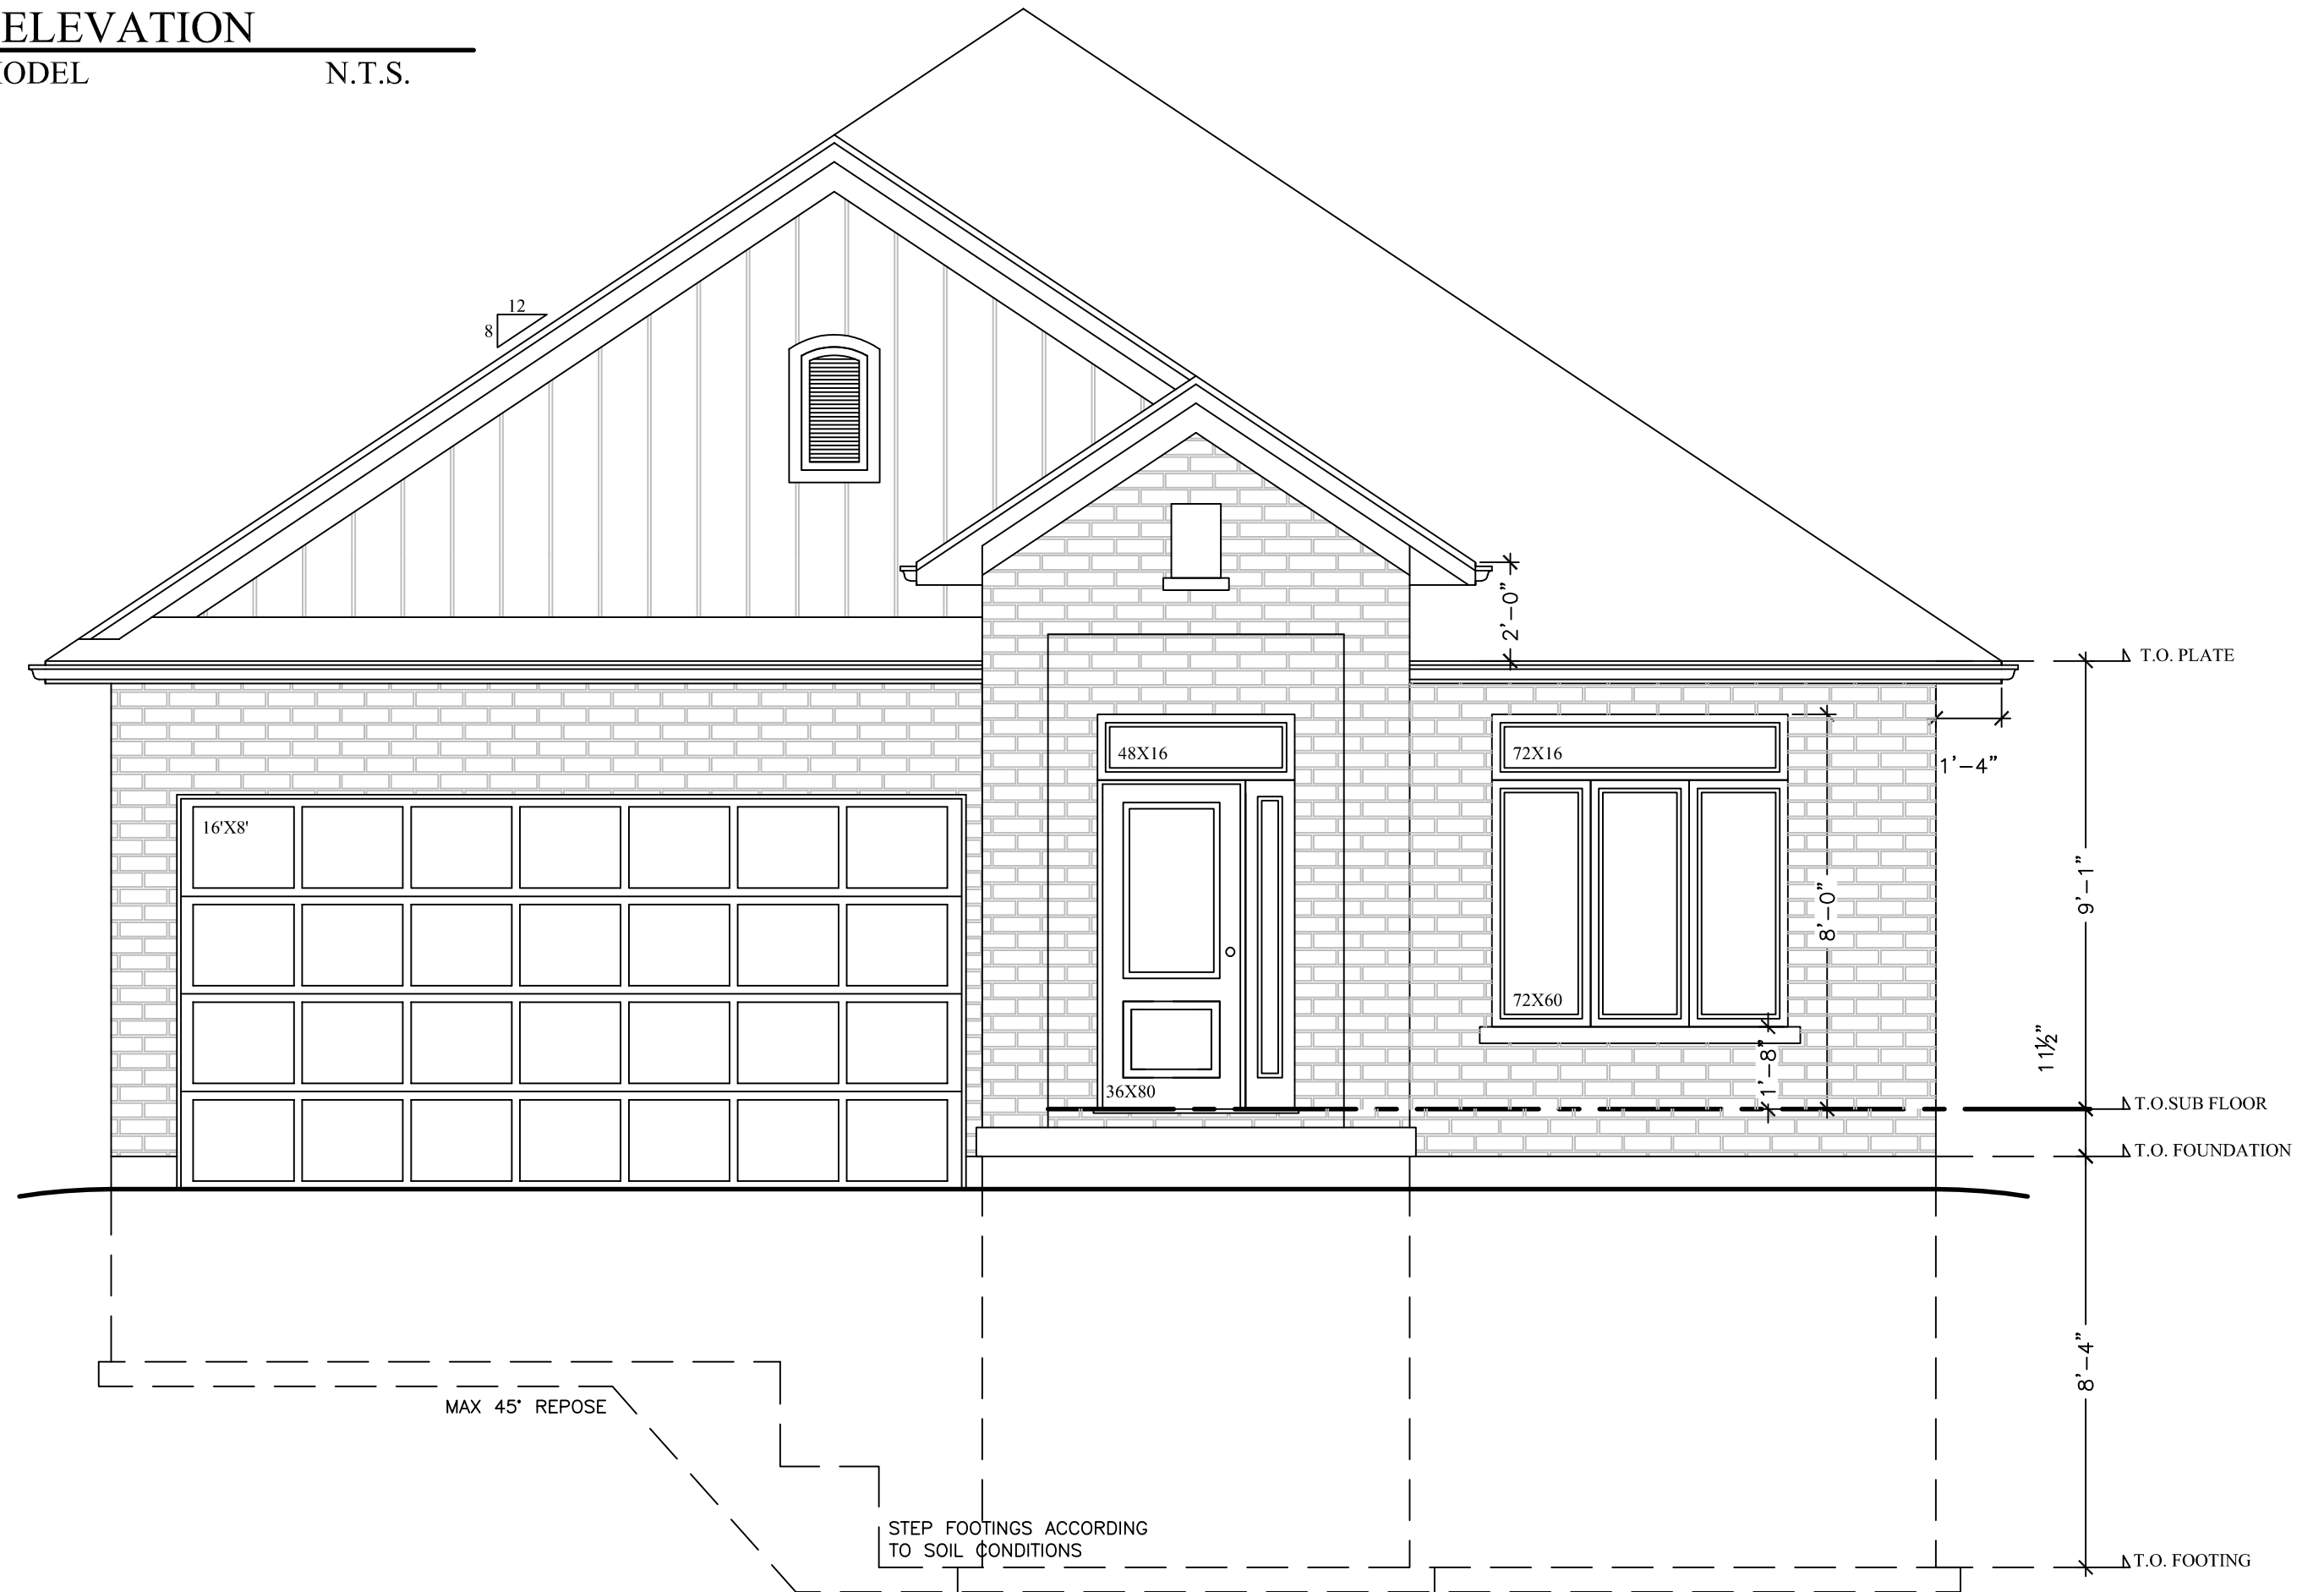 ELEVATION
MODEL N.T.S.
12
8
2'-0"
T.O. PLATE
48X16
72X16
1'-4"
16'X8'
9'-1"
8'-0"
72X60
11½"
1'-8"
36X80
T.O.SUB FLOOR
T.O. FOUNDATION
8'-4"
MAX 45° REPOSE
STEP FOOTINGS ACCORDING
TO SOIL CONDITIONS
T.O. FOOTING